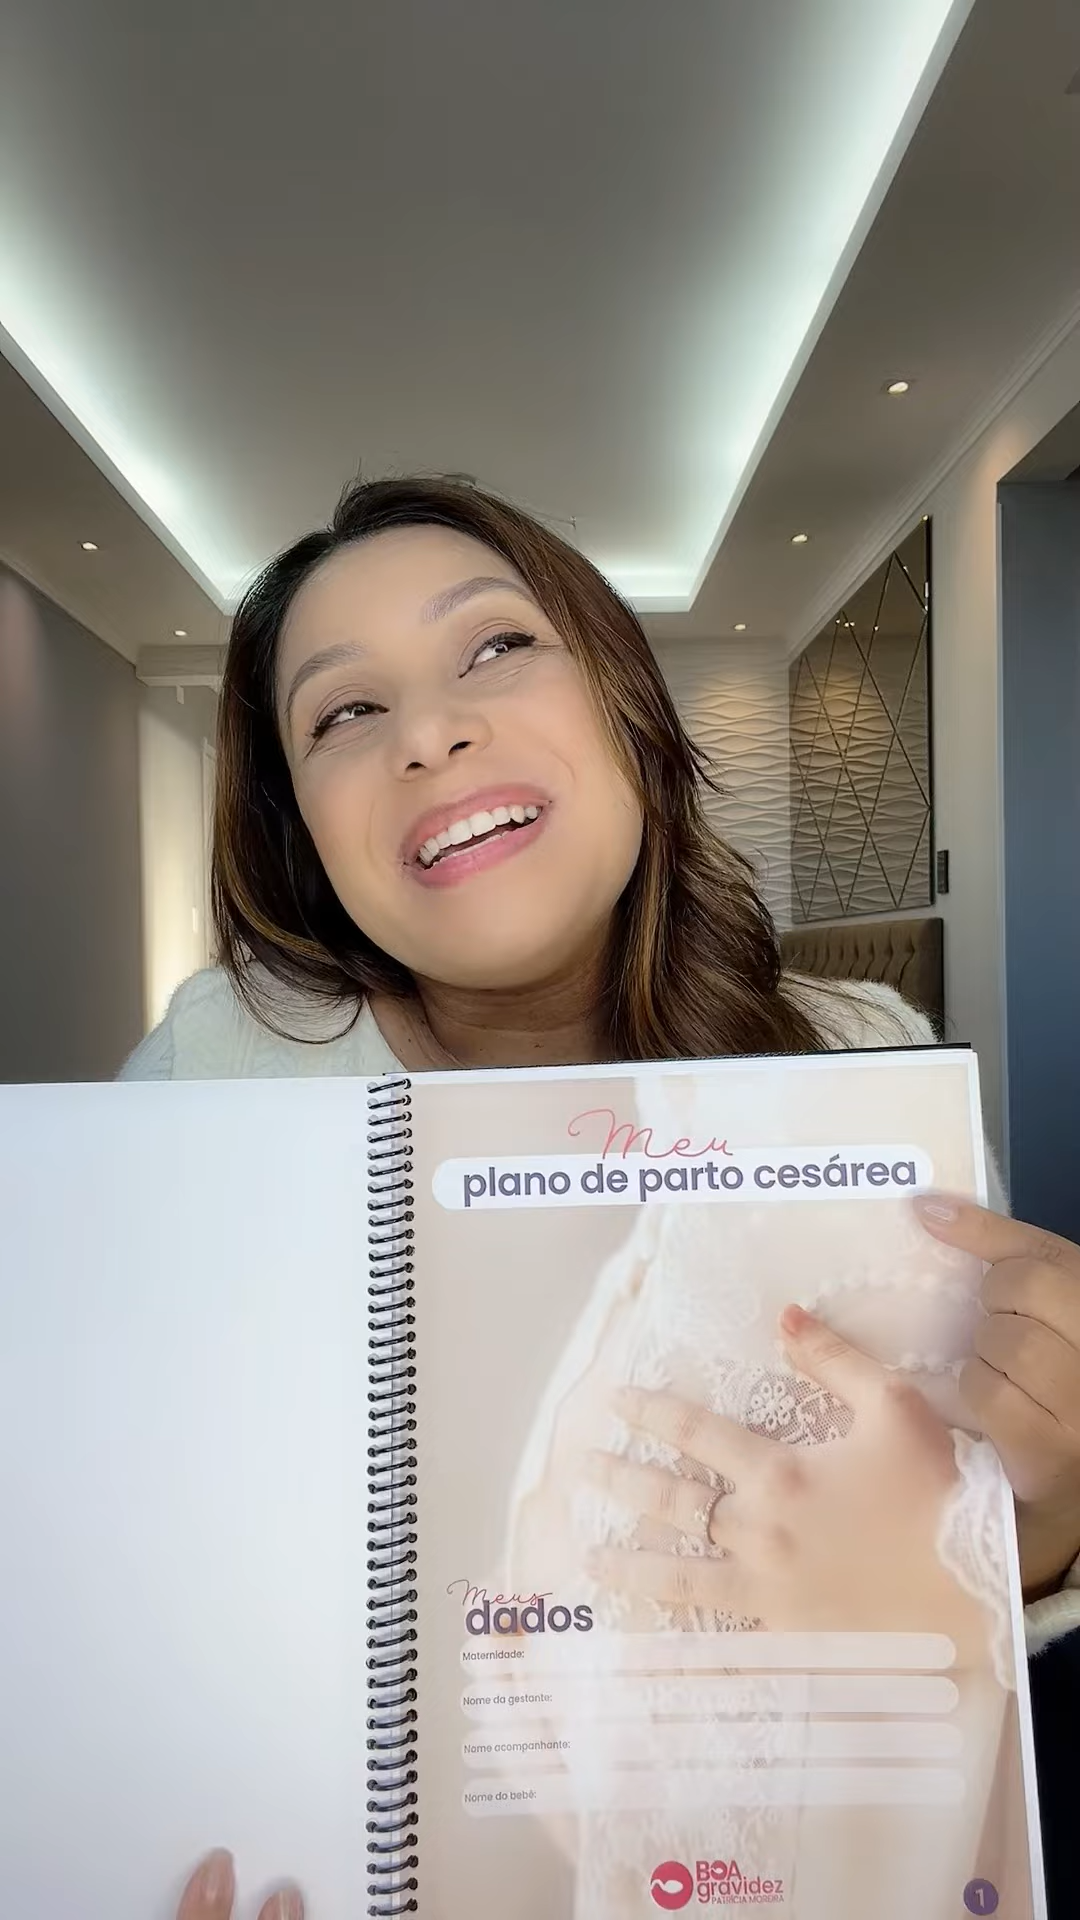 Meu
plano de parto cesárea
Meus
dados
Maternidade:
Nome da gestante:
Nome acompanhante:
Nome do bebê:
BOA
gravidez
PATRÍCIA MOREIRA
1